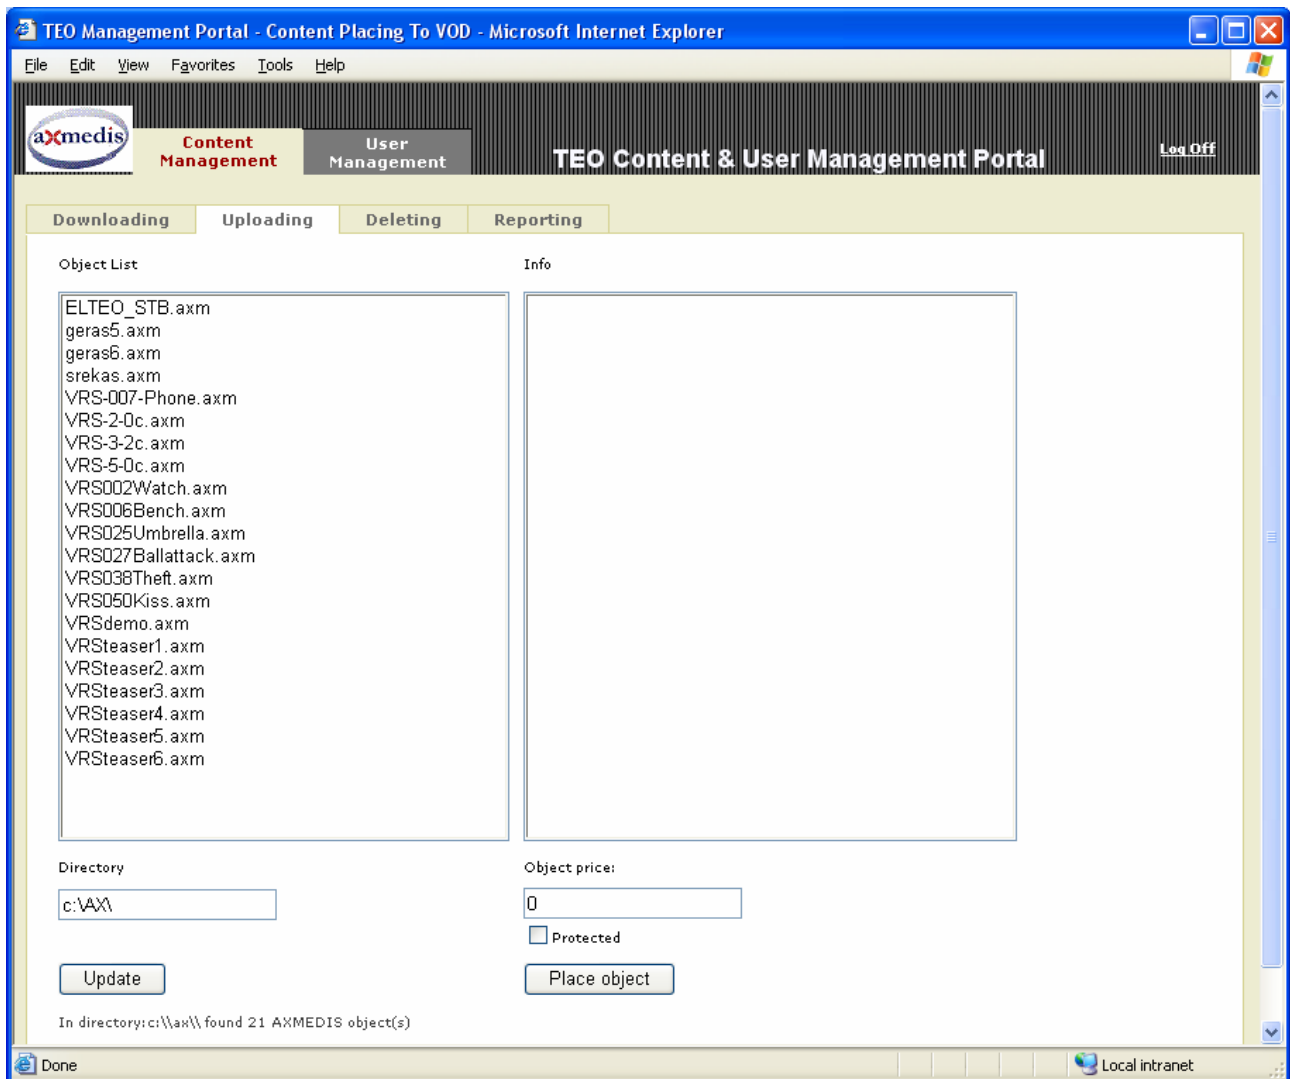 TEO Management Portal - Content Placing To VOD - Microsoft Internet Explorer
File Edit View Favorites Tools Help
axmedis
Content Management
User Management
TEO Content & User Management Portal
Log Off
Downloading Uploading Deleting Reporting
Object List
Info
ELTEO_STB.axm
geras5.axm
geras6.axm
srekas.axm
VRS-007-Phone.axm
VRS-2-0c.axm
VRS-3-2c.axm
VRS-5-0c.axm
VRS002Watch.axm
VRS006Bench.axm
VRS025Umbrella.axm
VRS027Ballattack.axm
VRS038Theft.axm
VRS050Kiss.axm
VRSdemo.axm
VRSteaser1.axm
VRSteaser2.axm
VRSteaser3.axm
VRSteaser4.axm
VRSteaser5.axm
VRSteaser6.axm
Directory
c:\AX\
Object price:
0
Protected
Update
Place object
In directory:c:\\ax\\ found 21 AXMEDIS object(s)
Done
Local intranet